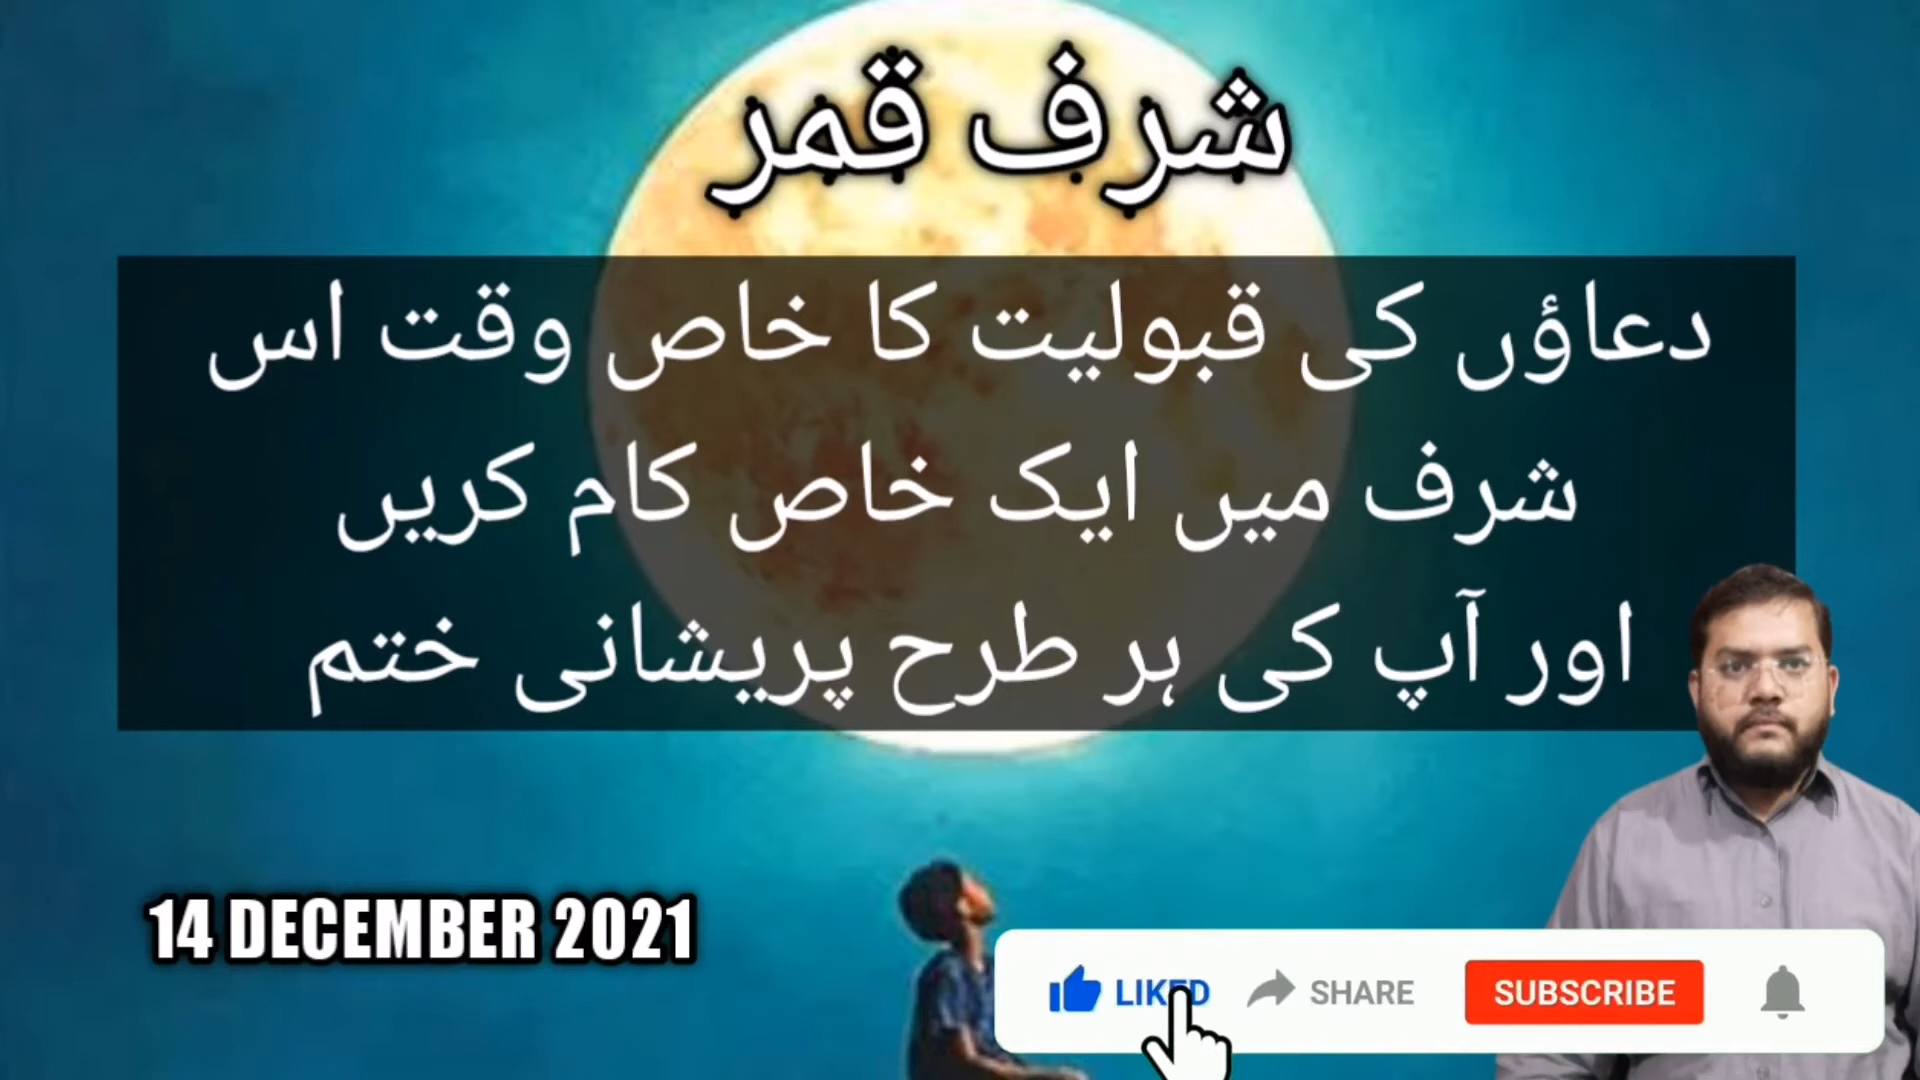 شرف قمر
دعاؤں کی قبولیت کا خاص وقت اس
شرف میں ایک خاص کام کریں
اور آپ کی ہر طرح پریشانی ختم
14 DECEMBER 2021
LIKED SHARE SUBSCRIBE